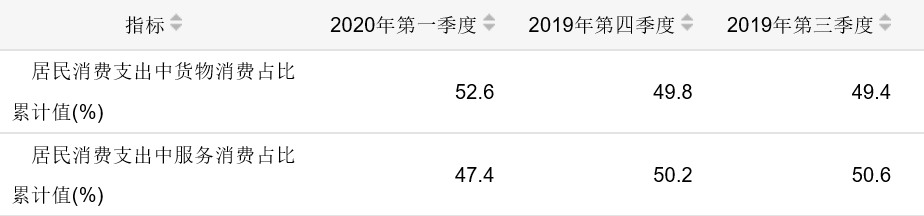 指标 2020年第一季度 2019年第四季度 2019年第三季度
居民消费支出中货物消费占比
累计值(%) 52.6 49.8 49.4
居民消费支出中服务消费占比
累计值(%) 47.4 50.2 50.6